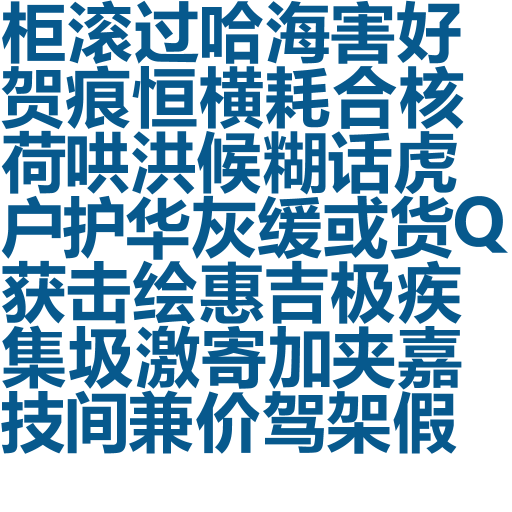 柜滚过哈海害好
贺痕恒横耗合核
荷哄洪候糊话虎
户护华灰缓或货Q
获击绘惠吉极疾
集圾激寄加夹嘉
技间兼价驾架假